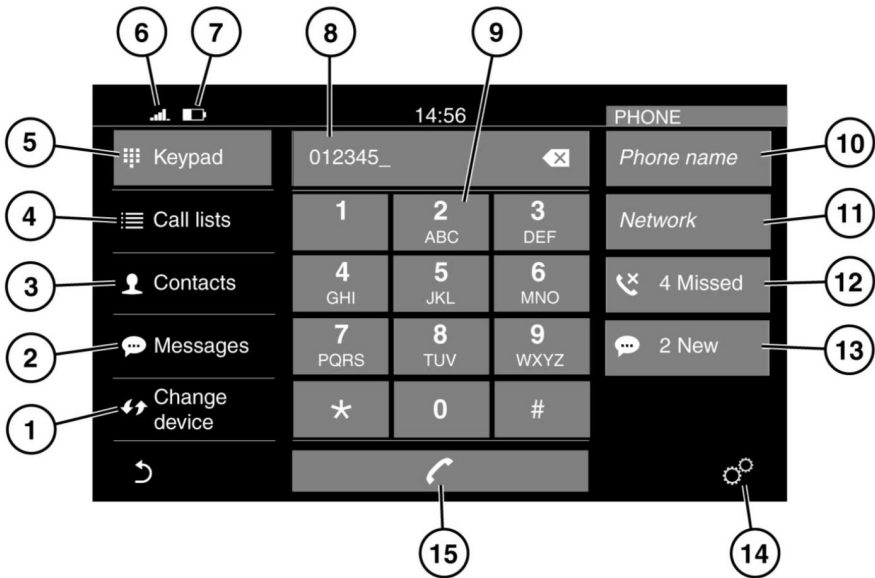 6 7 8 9
14:56 PHONE
5 Keypad 012345_ Phone name 10
4 Call lists 1 2 ABC 3 DEF Network 11
3 Contacts 4 GHI 5 JKL 6 MNO 4 Missed 12
2 Messages 7 PQRS 8 TUV 9 WXYZ 2 New 13
1 Change device * 0 #
15 14